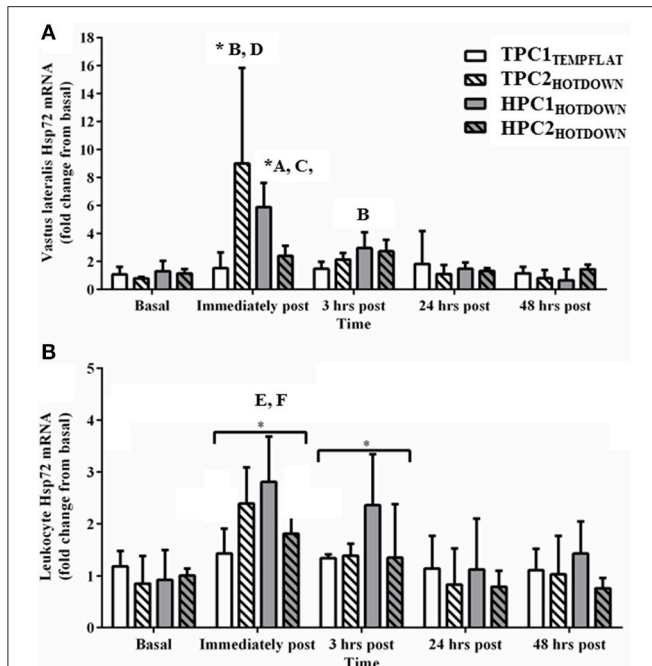 A
Vastus lateralis Hsp72 mRNA
(fold change from basal)
18
16
14
12
10
8
6
4
2
0
* B, D
*A, C,
B
TPC1TEMPFLAT
TPC2HOTDOWN
HPC1HOTDOWN
HPC2HOTDOWN
Basal
Immediately post
3 hrs post
24 hrs post
48 hrs post
Time
B
Leukocyte Hsp72 mRNA
(fold change from basal)
5
4
3
2
1
0
E, F
*
*
Basal
Immediately post
3 hrs post
24 hrs post
48 hrs post
Time